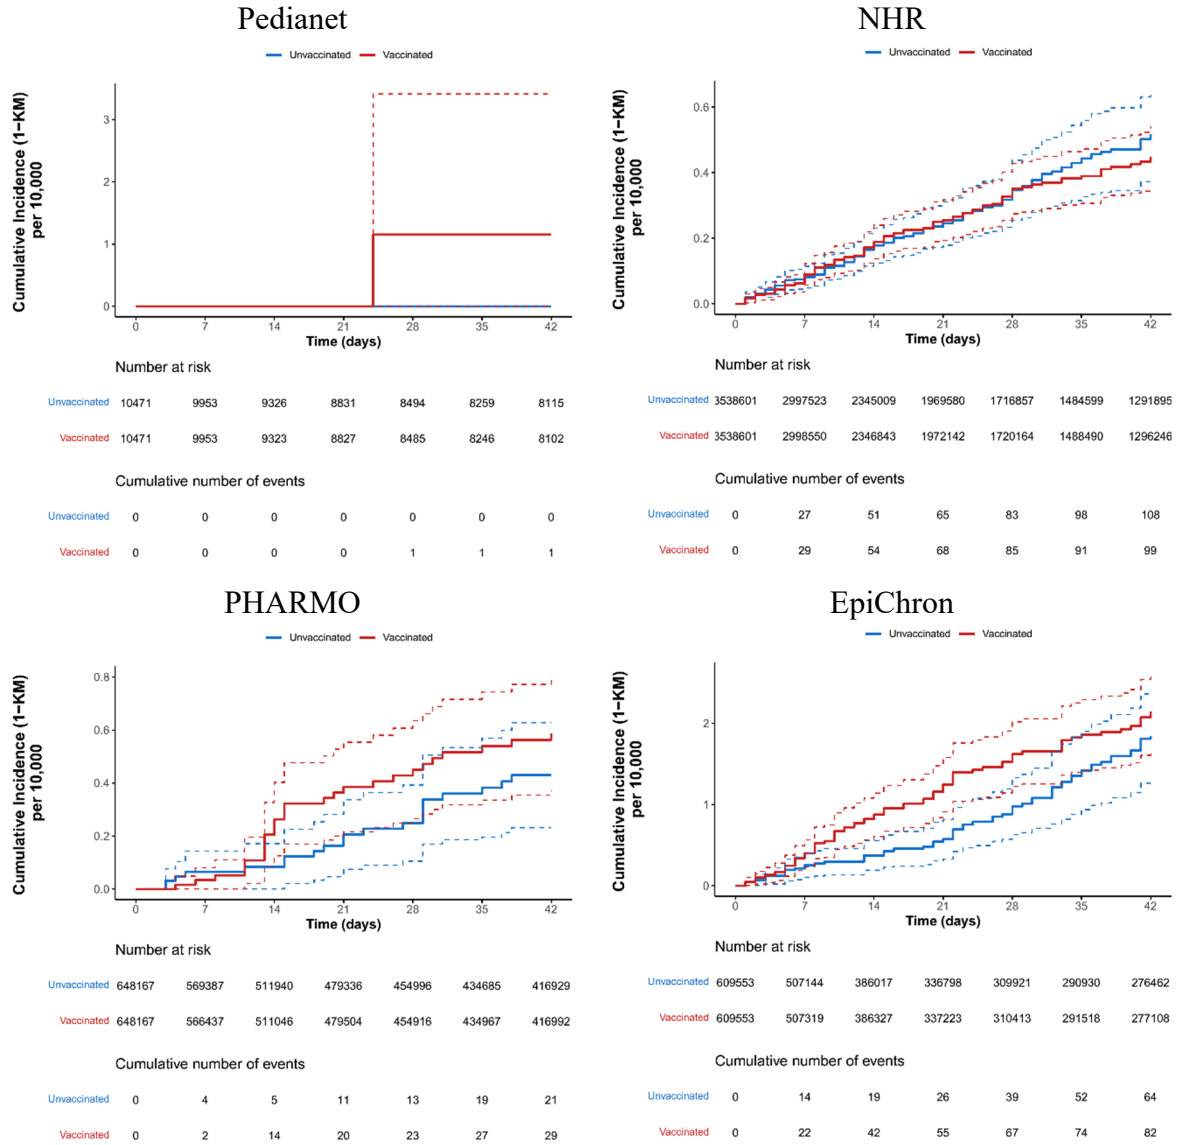 Pedianet
Unvaccinated Vaccinated
Cumulative Incidence (1−KM)
per 10,000
3
2
1
0
0 7 14 21 28 35 42
Time (days)
Number at risk
Unvaccinated 10471 9953 9326 8831 8494 8259 8115
Vaccinated 10471 9953 9323 8827 8485 8246 8102
Cumulative number of events
Unvaccinated 0 0 0 0 0 0 0
Vaccinated 0 0 0 0 1 1 1
NHR
Unvaccinated Vaccinated
Cumulative Incidence (1−KM)
per 10,000
0.6
0.4
0.2
0.0
0 7 14 21 28 35 42
Time (days)
Number at risk
Unvaccinated 3538601 2997523 2345009 1969580 1716857 1484599 1291895
Vaccinated 3538601 2998550 2346843 1972142 1720164 1488490 1296246
Cumulative number of events
Unvaccinated 0 27 51 65 83 98 108
Vaccinated 0 29 54 68 85 91 99
PHARMO
Unvaccinated Vaccinated
Cumulative Incidence (1−KM)
per 10,000
0.8
0.6
0.4
0.2
0.0
0 7 14 21 28 35 42
Time (days)
Number at risk
Unvaccinated 648167 569387 511940 479336 454996 434685 416929
Vaccinated 648167 566437 511046 479504 454916 434967 416992
Cumulative number of events
Unvaccinated 0 4 5 11 13 19 21
Vaccinated 0 2 14 20 23 27 29
EpiChron
Unvaccinated Vaccinated
Cumulative Incidence (1−KM)
per 10,000
2
1
0
0 7 14 21 28 35 42
Time (days)
Number at risk
Unvaccinated 609553 507144 386017 336798 309921 290930 276462
Vaccinated 609553 507319 386327 337223 310413 291518 277108
Cumulative number of events
Unvaccinated 0 14 19 26 39 52 64
Vaccinated 0 22 42 55 67 74 82